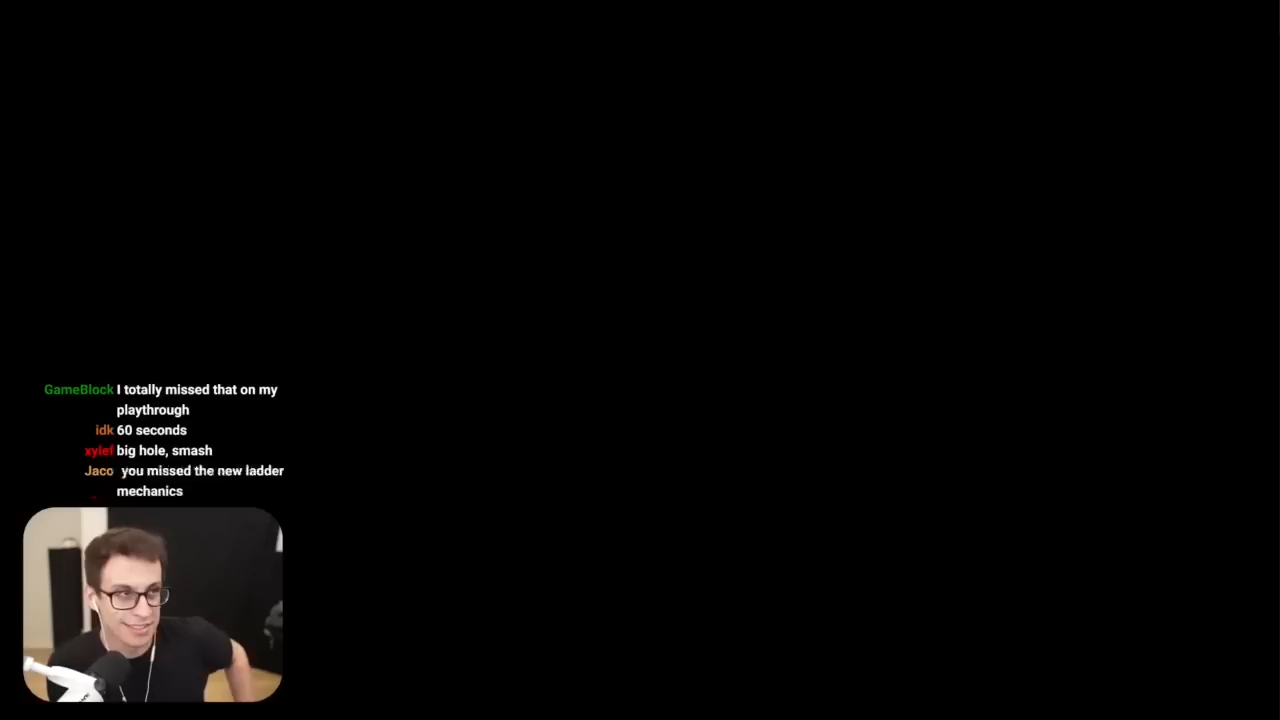 GameBlock I totally missed that on my
playthrough
idk 60 seconds
xylef big hole, smash
Jaco you missed the new ladder
mechanics